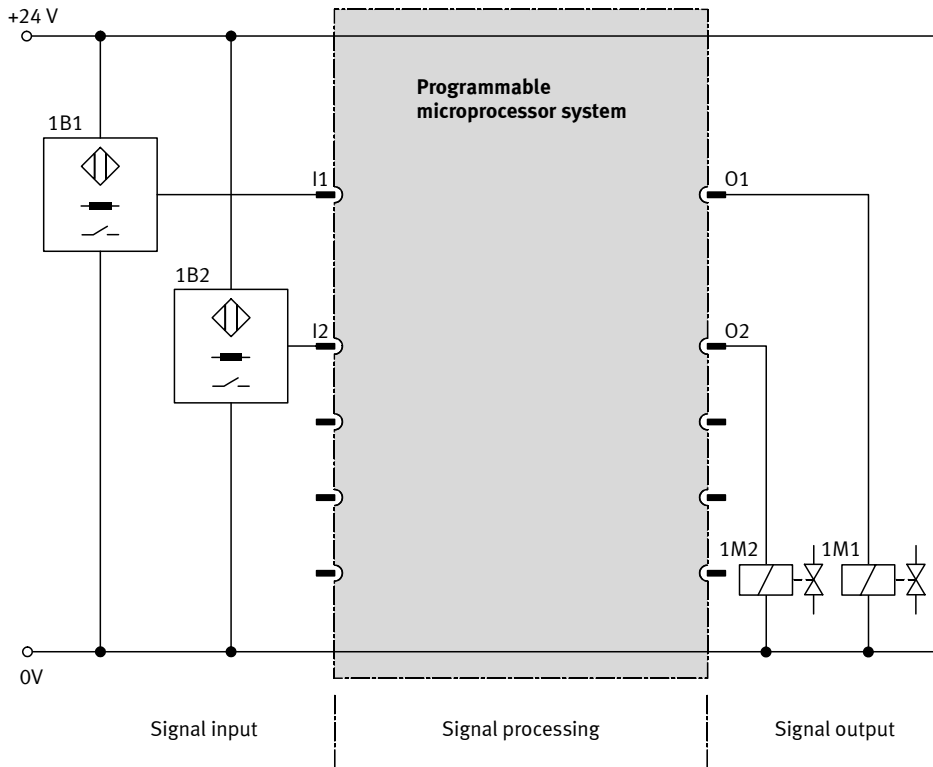 +24 V
Programmable
microprocessor system
1B1
I1
O1
1B2
I2
O2
1M2
1M1
0V
Signal input
Signal processing
Signal output